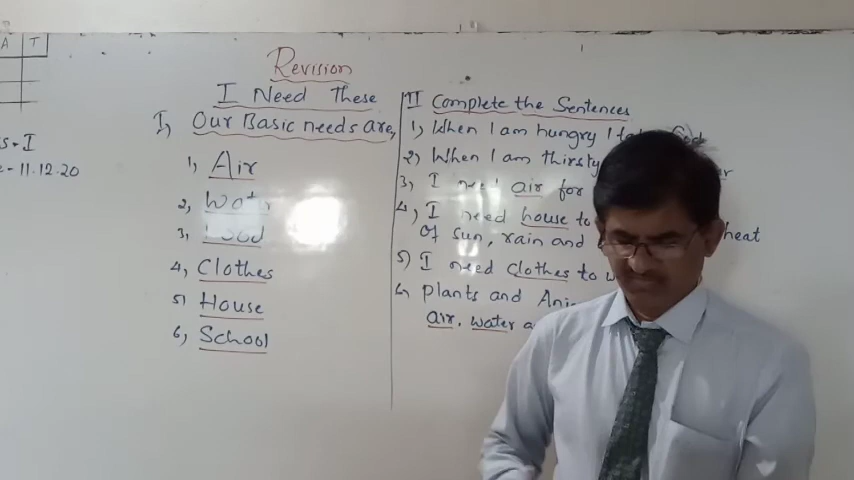 A T
s - I
- 11.12.20
Revision
I Need These
I, Our Basic needs are,
1, Air
2, Water
3, Food
4, Clothes
5, House
6, School
II Complete the Sentences
1, When I am hungry I
2) When I am thirsty
3, I need air for
4,) I need house to
of sun, rain and heat
5) I need clothes to
6, Plants and
air, water